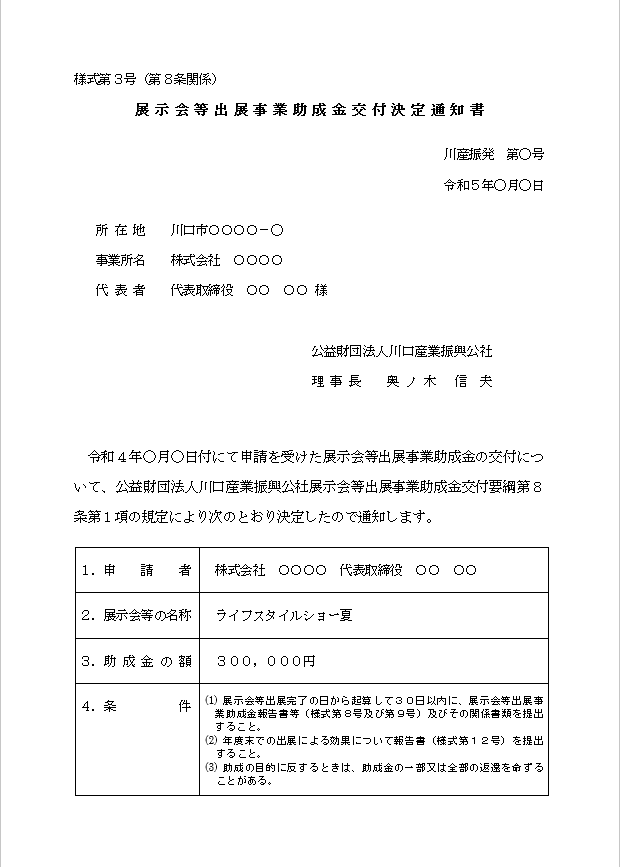 様式第３号（第８条関係）
展示会等出展事業助成金交付決定通知書
川産振発　第〇号
令和５年〇月〇日
所在地　川口市〇〇〇〇－〇
事業所名　株式会社　〇〇〇〇
代表者　代表取締役　〇〇　〇〇 様
公益財団法人川口産業振興公社
理事長　奥ノ木　信夫
令和４年〇月〇日付にて申請を受けた展示会等出展事業助成金の交付につ
いて、公益財団法人川口産業振興公社展示会等出展事業助成金交付要綱第８
条第１項の規定により次のとおり決定したので通知します。
１．申請者　株式会社　〇〇〇〇　代表取締役　〇〇　〇〇
２．展示会等の名称　ライフスタイルショー夏
３．助成金の額　３００，０００円
４．条件
⑴ 展示会等出展完了の日から起算して３０日以内に、展示会等出展事
業助成金報告書等（様式第８号及び第９号）及びその関係書類を提出
すること。
⑵ 年度末での出展による効果について報告書（様式第１２号）を提出
すること。
⑶ 助成の目的に反するときは、助成金の一部又は全部の返還を命ずる
ことがある。